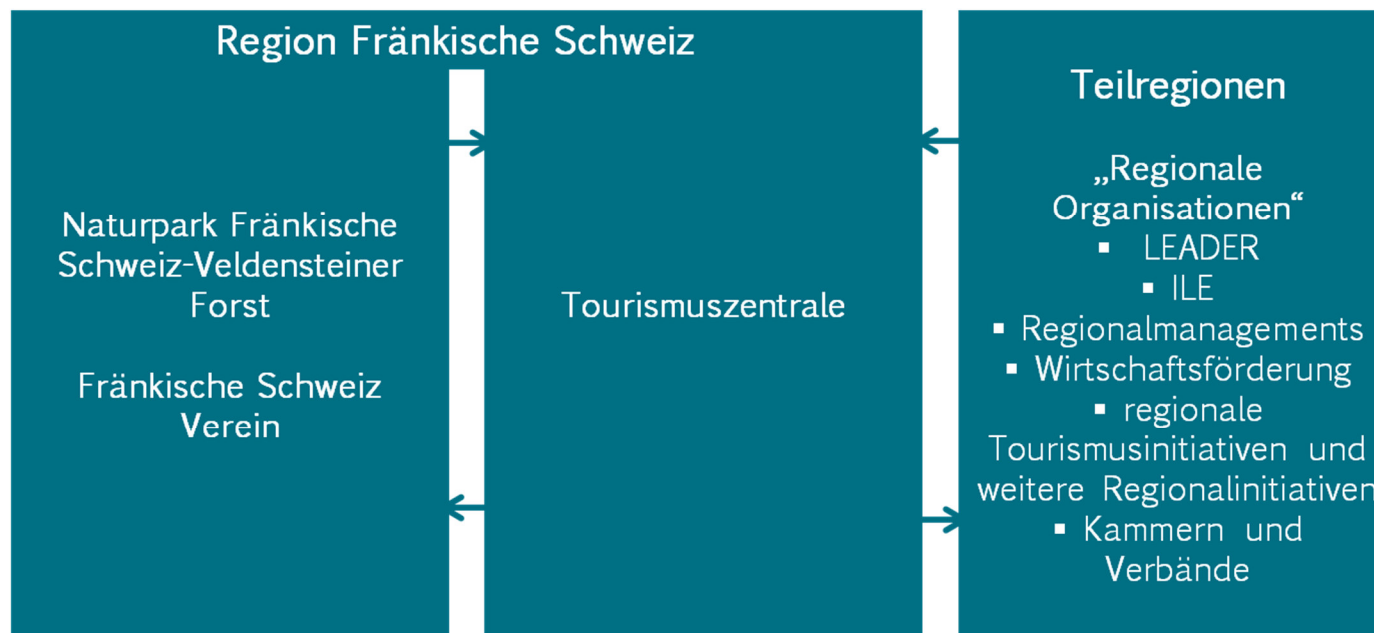 Region Fränkische Schweiz
Naturpark Fränkische
Schweiz-Veldensteiner
Forst
Fränkische Schweiz
Verein
Tourismuszentrale
Teilregionen
„Regionale
Organisationen“
▪ LEADER
▪ ILE
▪ Regionalmanagements
▪ Wirtschaftsförderung
▪ regionale
Tourismusinitiativen und
weitere Regionalinitiativen
▪ Kammern und
Verbände